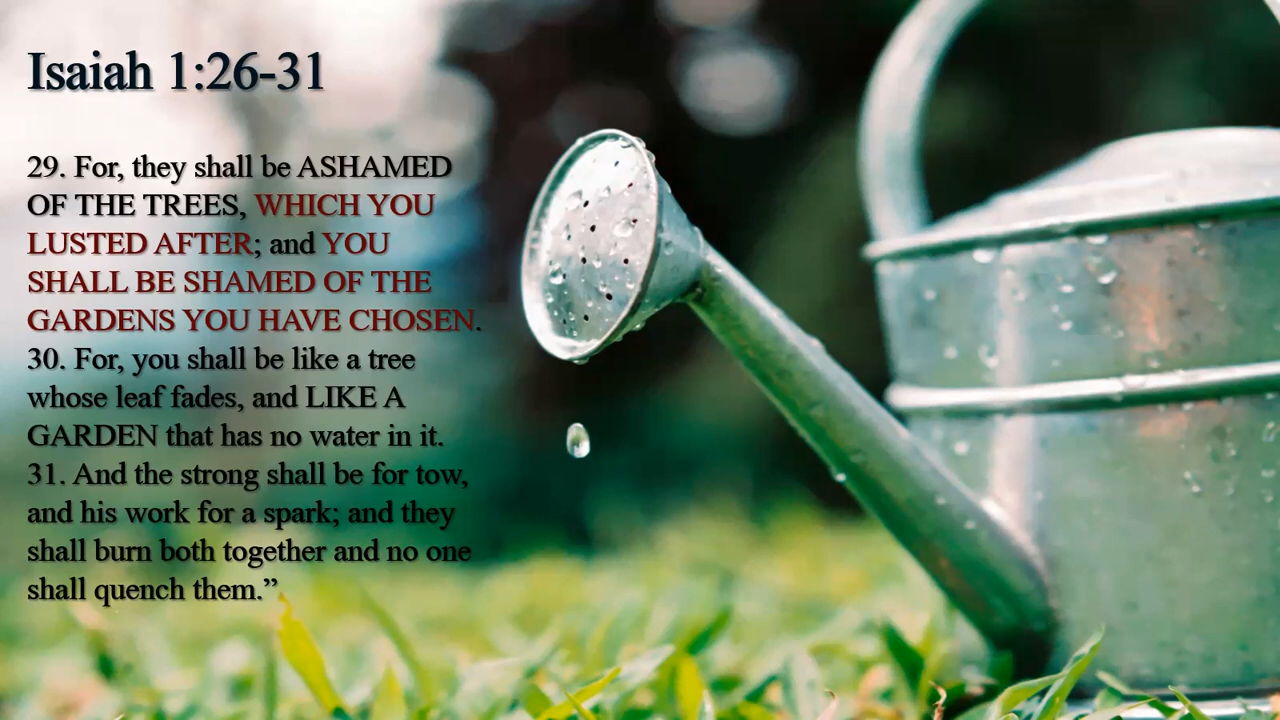 Isaiah 1:26-31
29. For, they shall be ASHAMED
OF THE TREES, WHICH YOU
LUSTED AFTER; and YOU
SHALL BE SHAMED OF THE
GARDENS YOU HAVE CHOSEN.
30. For, you shall be like a tree
whose leaf fades, and LIKE A
GARDEN that has no water in it.
31. And the strong shall be for tow,
and his work for a spark; and they
shall burn both together and no one
shall quench them.”